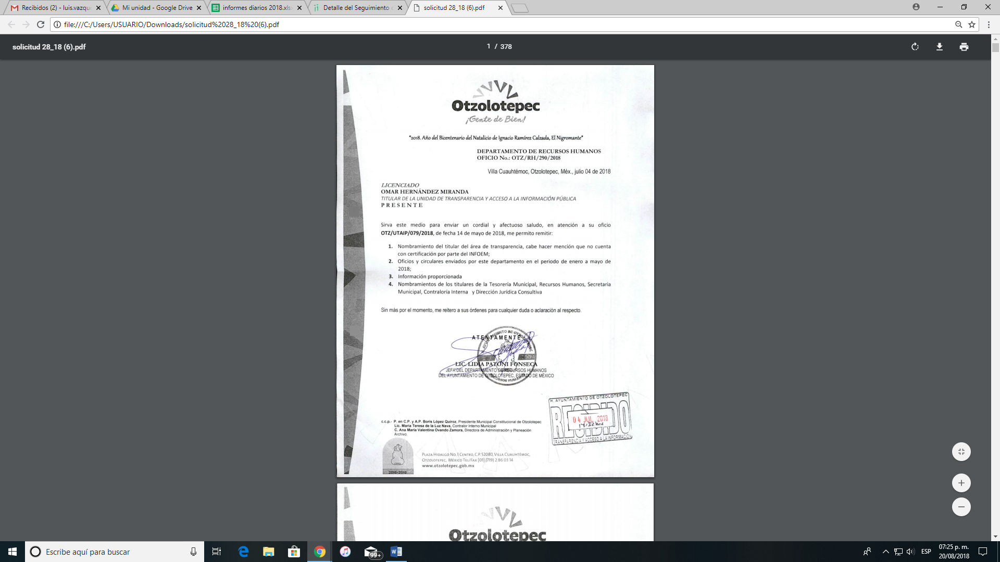 Recibidos (2) - luis.vazque
Mi unidad - Google Drive
informes diarios 2018.xlsx
Detalle del Seguimiento
solicitud 28_18 (6).pdf
file:///C:/Users/USUARIO/Downloads/solicitud%2028_18%20(6).pdf
solicitud 28_18 (6).pdf
1 / 378
Otzolotepec
¡Gente de Bien!
"2018. Año del Bicentenario del Natalicio de Ignacio Ramírez Calzada, El Nigromante"
DEPARTAMENTO DE RECURSOS HUMANOS
OFICIO No.: OTZ/RH/290/2018
Villa Cuauhtémoc, Otzolotepec, Méx., julio 04 de 2018
LICENCIADO
OMAR HERNÁNDEZ MIRANDA
TITULAR DE LA UNIDAD DE TRANSPARENCIA Y ACCESO A LA INFORMACIÓN PÚBLICA
P R E S E N T E
Sirva este medio para enviar un cordial y afectuoso saludo, en atención a su oficio
OTZ/UTAIP/079/2018, de fecha 14 de mayo de 2018, me permito remitir:
1. Nombramiento del titular del área de transparencia, cabe hacer mención que no cuenta
con certificación por parte del INFOEM;
2. Oficios y circulares enviados por este departamento en el periodo de enero a mayo de
2018;
3. Información proporcionada
4. Nombramientos de los titulares de la Tesorería Municipal, Recursos Humanos, Secretaria
Municipal, Contraloría Interna y Dirección Jurídica Consultiva
Sin más por el momento, me reitero a sus órdenes para cualquier duda o aclaración al respecto.
A T E N T A M E N T E
LIC. LIDIA PATONI FONSECA
JEFA DEL DEPARTAMENTO DE RECURSOS HUMANOS
DEL AYUNTAMIENTO DE OTZOLOTEPEC, ESTADO DE MÉXICO
H. AYUNTAMIENTO DE OTZOLOTEPEC
RECIBIDO
04 JUL 2018
14:32 hrs
TRANSPARENCIA Y ACCESO A LA INFORMACIÓN
c.c.p.- P. en C.P. y A.P. Boris López Quiroz, Presidente Municipal Constitucional de Otzolotepec
Lic. María Teresa de la Luz Nava, Contralor Interno Municipal
C. Ana María Valentina Ovando Zamora, Directora de Administración y Planeación
Archivo.
2016-2018
PLAZA HIDALGO NO. 1 CENTRO, C.P. 52080, VILLA CUAUHTÉMOC,
OTZOLOTEPEC, MÉXICO TEL/FAX [01] (719) 2 86 03 14
www.otzolotepec.gob.mx
Otzolotepec
Escribe aquí para buscar
99+
ESP
07:25 p. m.
20/08/2018